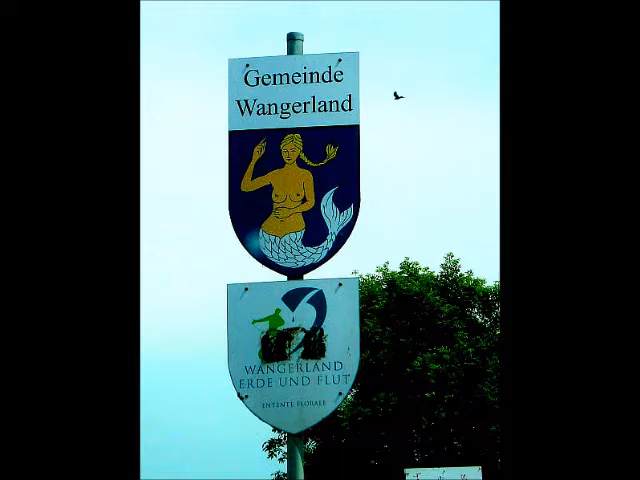 Gemeinde
Wangerland
WANGERLAND
ERDE UND FLUT
ENTENTE FLORALE